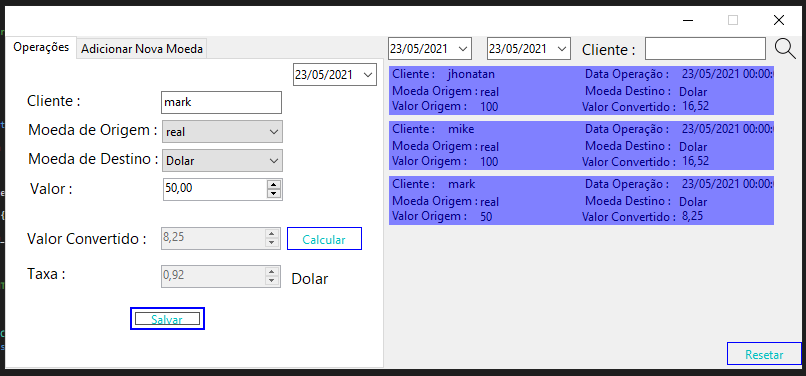 Operações Adicionar Nova Moeda
23/05/2021
Cliente : mark
Moeda de Origem : real
Moeda de Destino : Dolar
Valor : 50,00
Valor Convertido : 8,25 Calcular
Taxa : 0,92 Dolar
Salvar
23/05/2021 23/05/2021 Cliente :
Cliente : jhonatan Data Operação : 23/05/2021 00:00:
Moeda Origem : real Moeda Destino : Dolar
Valor Origem : 100 Valor Convertido : 16,52
Cliente : mike Data Operação : 23/05/2021 00:00:
Moeda Origem : real Moeda Destino : Dolar
Valor Origem : 100 Valor Convertido : 16,52
Cliente : mark Data Operação : 23/05/2021 00:00:
Moeda Origem : real Moeda Destino : Dolar
Valor Origem : 50 Valor Convertido : 8,25
Resetar